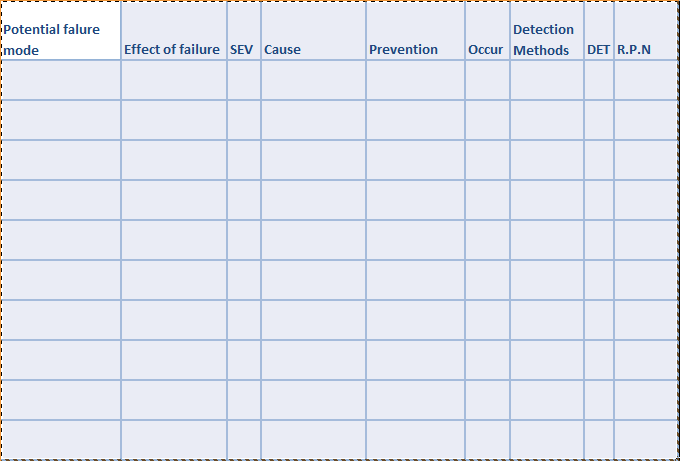 Potential falure
mode
Effect of failure
SEV
Cause
Prevention
Occur
Detection
Methods
DET
R.P.N